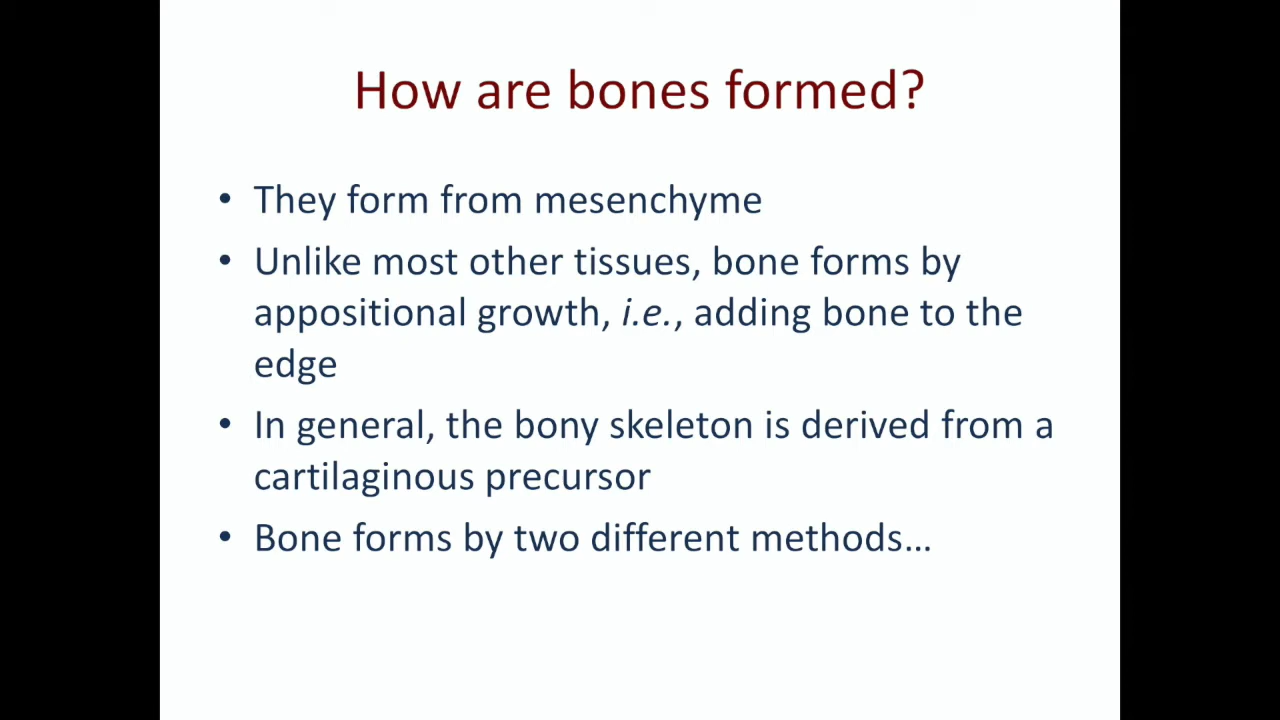 How are bones formed?
• They form from mesenchyme
• Unlike most other tissues, bone forms by
appositional growth, i.e., adding bone to the
edge
• In general, the bony skeleton is derived from a
cartilaginous precursor
• Bone forms by two different methods…